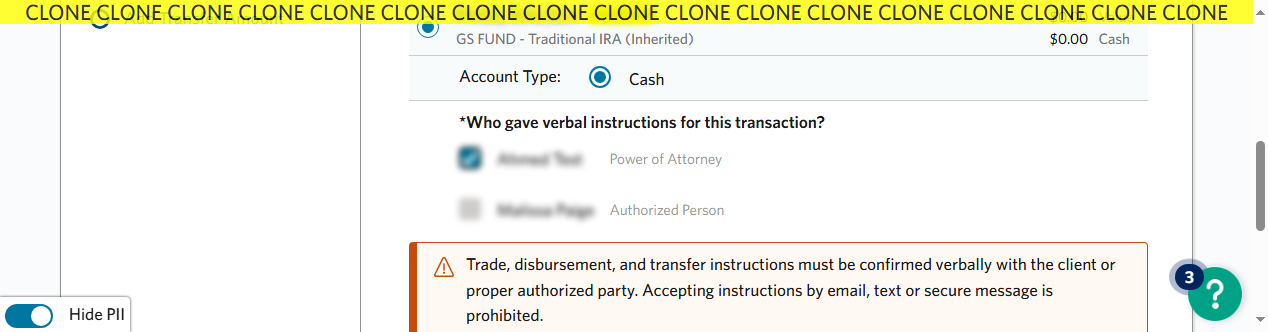 CLONE CLONE CLONE CLONE CLONE CLONE CLONE CLONE CLONE CLONE CLONE CLONE CLONE CLONE CLONE CLONE CLONE
GS FUND - Traditional IRA (Inherited) $0.00 Cash
Account Type: Cash
*Who gave verbal instructions for this transaction?
Power of Attorney
Authorized Person
Trade, disbursement, and transfer instructions must be confirmed verbally with the client or
proper authorized party. Accepting instructions by email, text or secure message is
prohibited.
3
?
Hide PII